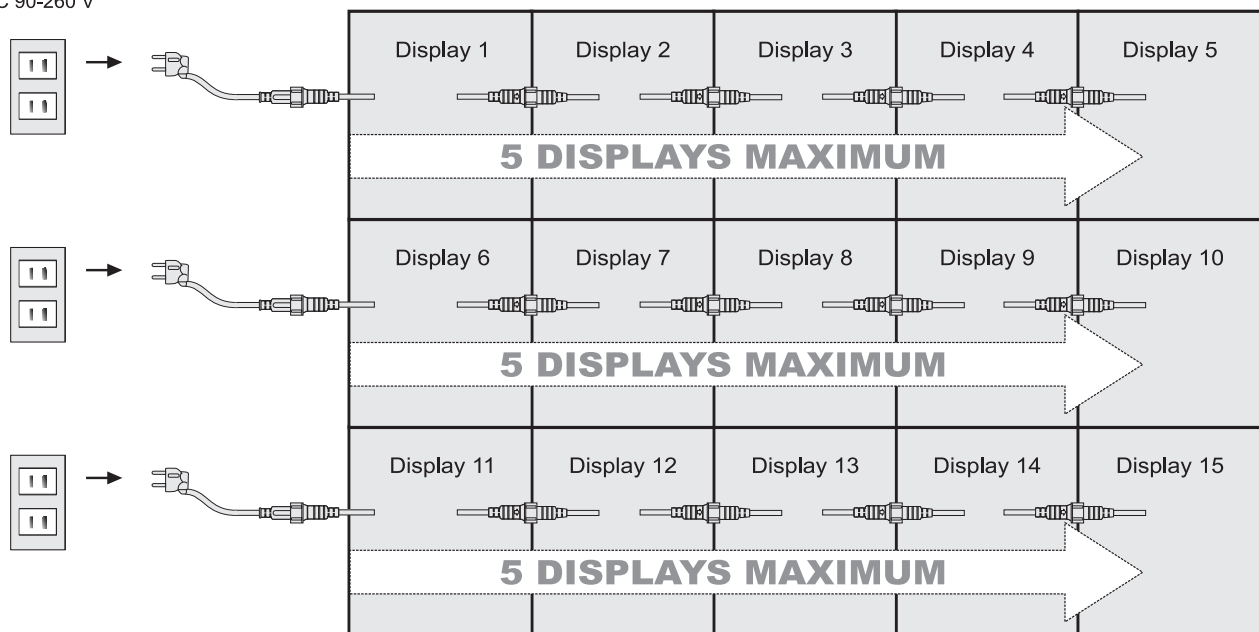 C 90-260 V
Display 1 Display 2 Display 3 Display 4 Display 5
5 DISPLAYS MAXIMUM
Display 6 Display 7 Display 8 Display 9 Display 10
5 DISPLAYS MAXIMUM
Display 11 Display 12 Display 13 Display 14 Display 15
5 DISPLAYS MAXIMUM